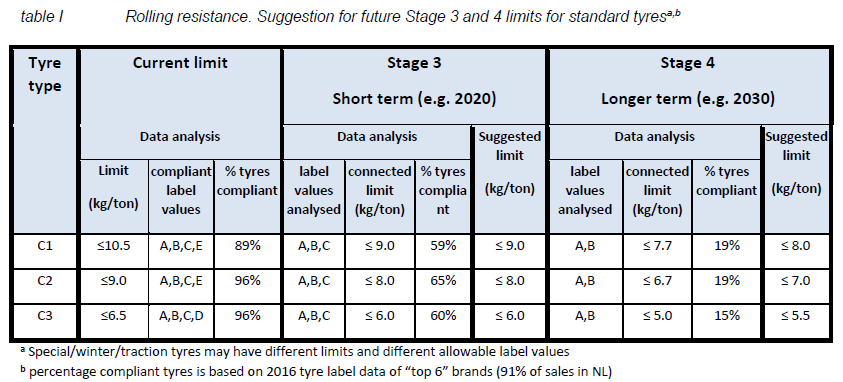 table I Rolling resistance. Suggestion for future Stage 3 and 4 limits for standard tyresᵃ,ᵇ
Tyre type Current limit Stage 3 Short term (e.g. 2020) Stage 4 Longer term (e.g. 2030)
Data analysis Data analysis Suggested limit (kg/ton) Data analysis Suggested limit (kg/ton)
Limit (kg/ton) compliant label values % tyres compliant label values analysed connected limit (kg/ton) % tyres complia nt label values analysed connected limit (kg/ton) % tyres compliant
C1 ≤10.5 A,B,C,E 89% A,B,C ≤ 9.0 59% ≤ 9.0 A,B ≤ 7.7 19% ≤ 8.0
C2 ≤9.0 A,B,C,E 96% A,B,C ≤ 8.0 65% ≤ 8.0 A,B ≤ 6.7 19% ≤ 7.0
C3 ≤6.5 A,B,C,D 96% A,B,C ≤ 6.0 60% ≤ 6.0 A,B ≤ 5.0 15% ≤ 5.5
ᵃ Special/winter/traction tyres may have different limits and different allowable label values
ᵇ percentage compliant tyres is based on 2016 tyre label data of “top 6” brands (91% of sales in NL)